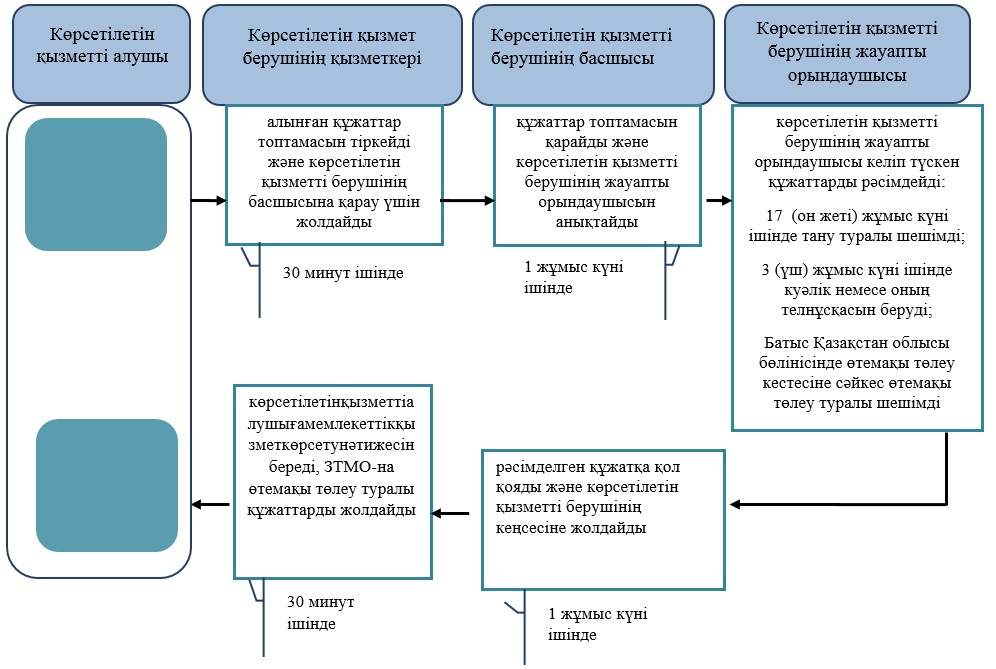 Көрсетілетін
қызметті алушы
Көрсетілетін қызмет
берушінің қызметкері
Көрсетілетін қызметті
берушінің басшысы
Көрсетілетін қызметті
берушінің жауапты
орындаушысы
алынған құжаттар
топтамасын тіркейді
және көрсетілетін
қызметті берушінің
басшысына қарау үшін
жолдайды
30 минут ішінде
құжаттар топтамасын
қарайды және
көрсетілетін қызметті
берушінің жауапты
орындаушысын
анықтайды
1 жұмыс күні
ішінде
көрсетілетін қызметті
берушінің жауапты
орындаушысы келіп түскен
құжаттарды рәсімдейді:
17 (он жеті) жұмыс күні
ішінде тану туралы шешімді;
3 (үш) жұмыс күні ішінде
куәлік немесе оның
телнұсқасын беруді;
Батыс Қазақстан облысы
бөлінісінде өтемақы төлеу
кестесіне сәйкес өтемақы
төлеу туралы шешімді
көрсетілетінқызметтіа
лушығамемлекеттікқы
зметкөрсетунәтижесін
береді, ЗТМО-на
өтемақы төлеу туралы
құжаттарды жолдайды
30 минут
ішінде
рәсімделген құжатқа қол
қояды және көрсетілетін
қызметті берушінің
кеңсесіне жолдайды
1 жұмыс күні
ішінде